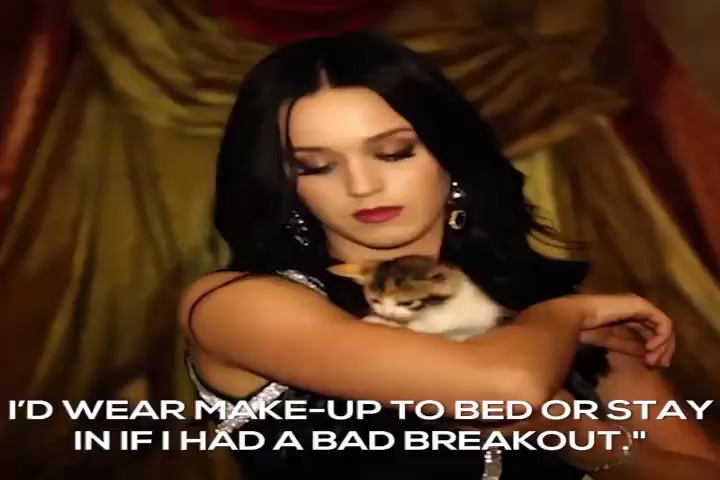 I'D WEAR MAKE-UP TO BED OR STAY
IN IF I HAD A BAD BREAKOUT."